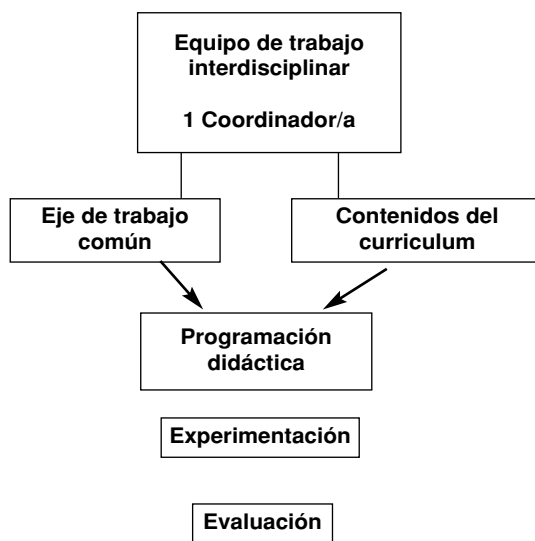 Equipo de trabajo
interdisciplinar
1 Coordinador/a
Eje de trabajo
común
Contenidos del
curriculum
Programación
didáctica
Experimentación
Evaluación